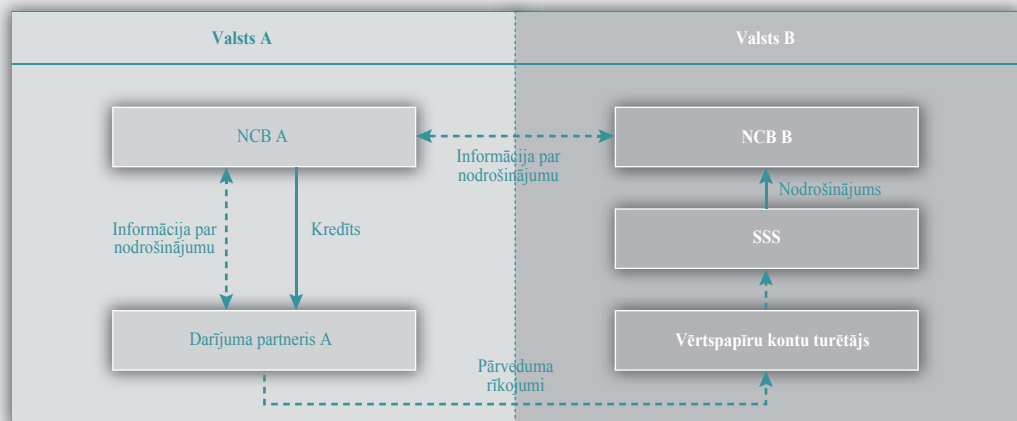 Valsts A
Valsts B
NCB A
Informācija par
nodrošinājumu
NCB B
Informācija par
nodrošinājumu
Kredīts
Nodrošinājums
SSS
Darījuma partneris A
Vērtspapīru kontu turētājs
Pārveduma
rīkojumi